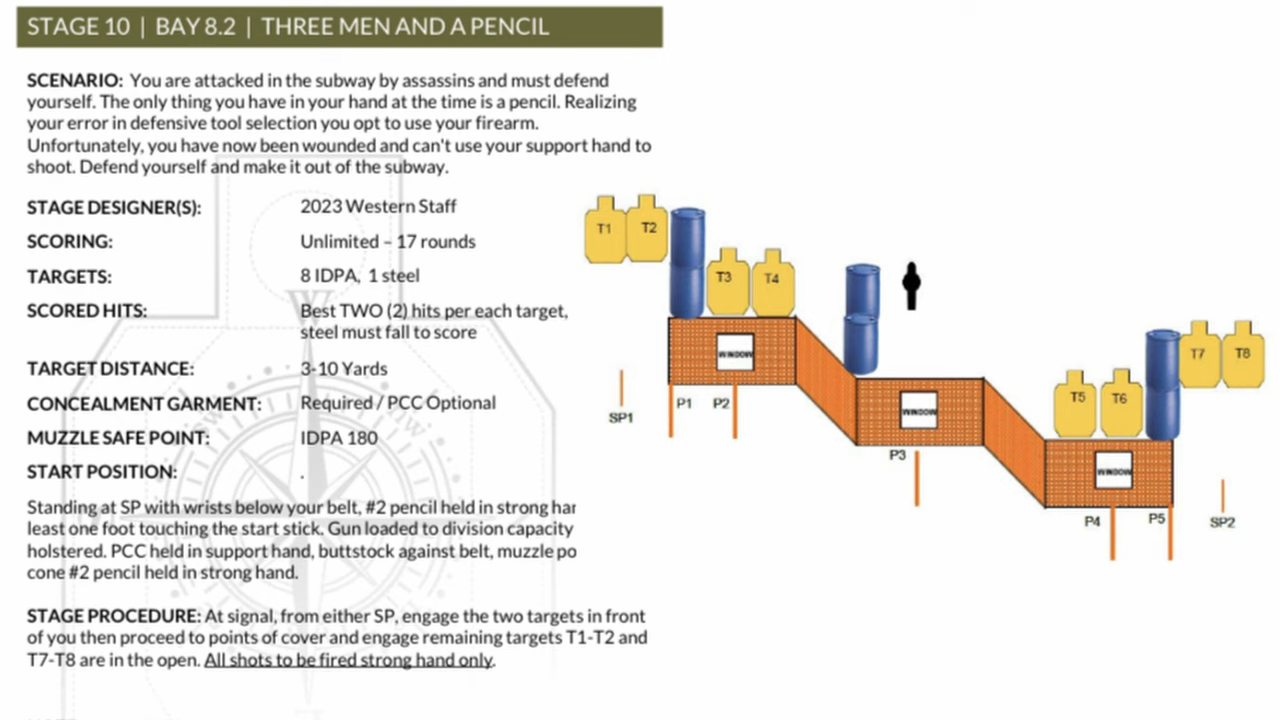 STAGE 10 | BAY 8.2 | THREE MEN AND A PENCIL
SCENARIO: You are attacked in the subway by assassins and must defend
yourself. The only thing you have in your hand at the time is a pencil. Realizing
your error in defensive tool selection you opt to use your firearm.
Unfortunately, you have now been wounded and can't use your support hand to
shoot. Defend yourself and make it out of the subway.
STAGE DESIGNER(S): 2023 Western Staff
SCORING: Unlimited – 17 rounds
TARGETS: 8 IDPA, 1 steel
SCORED HITS: Best TWO (2) hits per each target,
steel must fall to score
TARGET DISTANCE: 3-10 Yards
CONCEALMENT GARMENT: Required / PCC Optional
MUZZLE SAFE POINT: IDPA 180
START POSITION: .
Standing at SP with wrists below your belt, #2 pencil held in strong har
least one foot touching the start stick. Gun loaded to division capacity
holstered. PCC held in support hand, buttstock against belt, muzzle po
cone #2 pencil held in strong hand.
STAGE PROCEDURE: At signal, from either SP, engage the two targets in front
of you then proceed to points of cover and engage remaining targets T1-T2 and
T7-T8 are in the open. All shots to be fired strong hand only.
T1 T2
T3 T4
WINDOW
SP1 P1 P2
WINDOW
P3
T5 T6
T7 T8
WINDOW
P4 P5 SP2
W